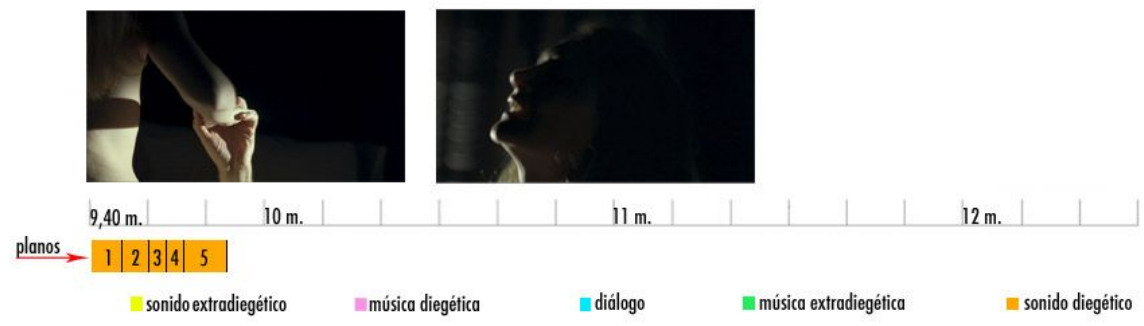 9,40 m. 10 m. 11 m. 12 m.
planos
1 2 3 4 5
sonido extradiegético música diegética diálogo música extradiegética sonido diegético